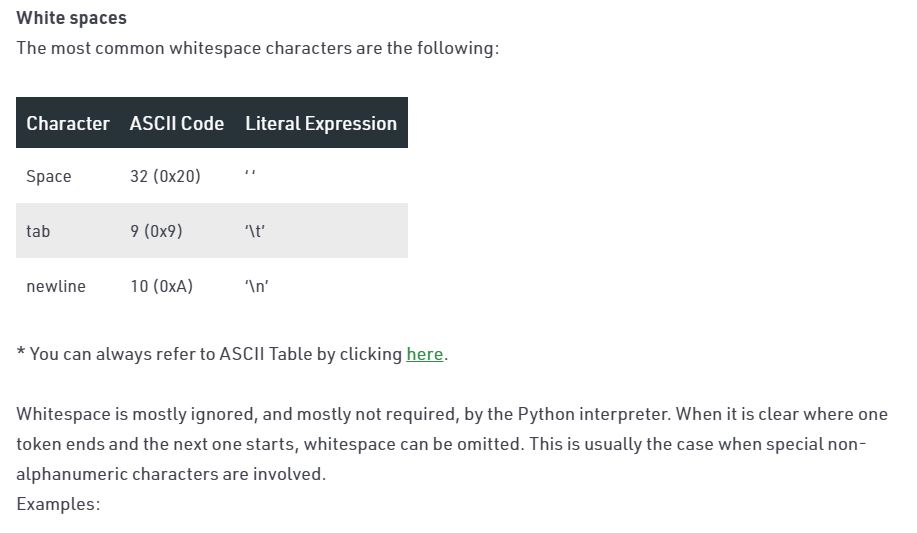 White spaces
The most common whitespace characters are the following:
Character ASCII Code Literal Expression
Space 32 (0x20) ‘ ‘
tab 9 (0x9) ‘\t’
newline 10 (0xA) ‘\n’
* You can always refer to ASCII Table by clicking here.
Whitespace is mostly ignored, and mostly not required, by the Python interpreter. When it is clear where one
token ends and the next one starts, whitespace can be omitted. This is usually the case when special non-
alphanumeric characters are involved.
Examples: